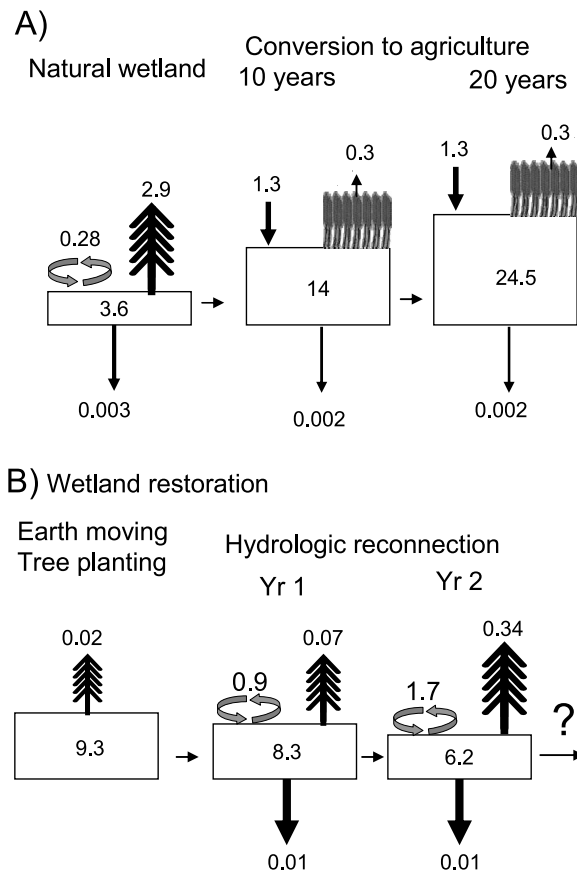 A)
Conversion to agriculture
Natural wetland
10 years
20 years
2.9
0.28
3.6
0.003
1.3
0.3
14
0.002
1.3
0.3
24.5
0.002
B) Wetland restoration
Earth moving
Tree planting
Hydrologic reconnection
Yr 1
Yr 2
0.02
9.3
0.07
0.9
8.3
0.01
0.34
1.7
6.2
0.01
?